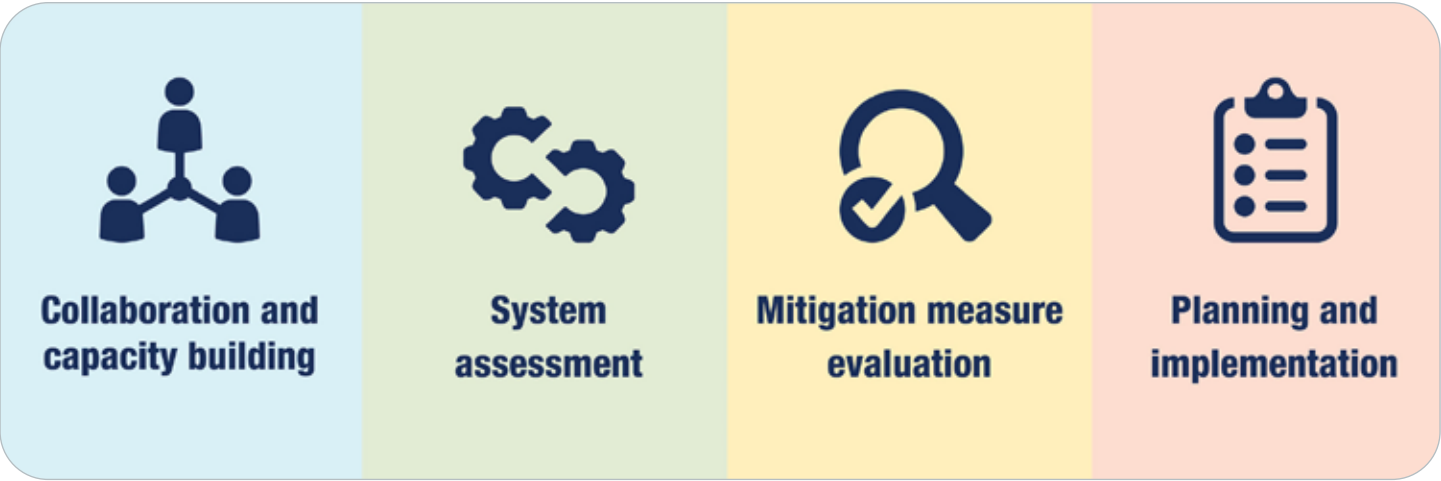 Collaboration and
capacity building
System
assessment
Mitigation measure
evaluation
Planning and
implementation